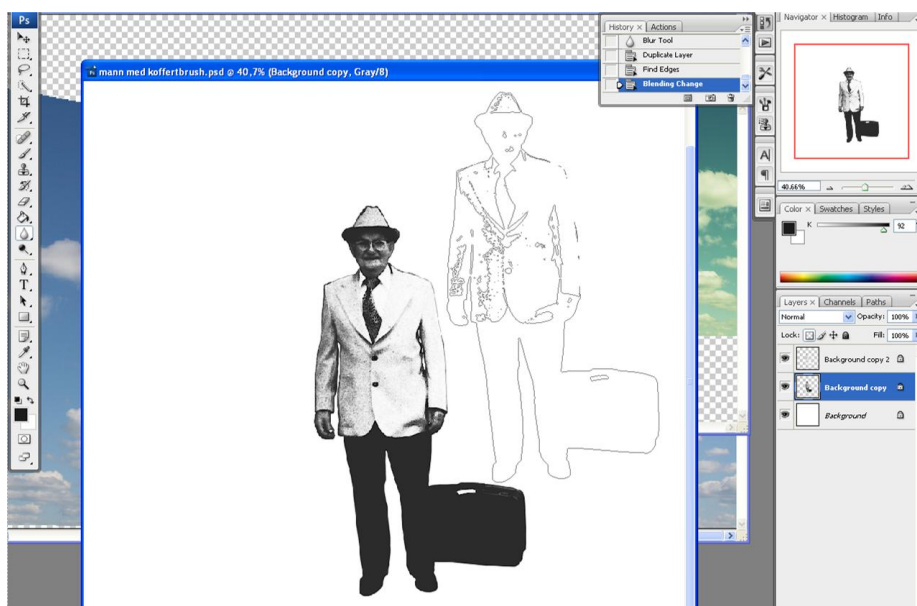 Ps
mann med koffertbrush.psd @ 40,7% (Background copy, Gray/8)
History × Actions
Blur Tool
Duplicate Layer
Find Edges
Blending Change
Navigator × Histogram Info
40.66%
Color × Swatches Styles
K 92
Layers × Channels Paths
Normal Opacity: 100%
Lock: Fill: 100%
Background copy 2
Background copy
Background